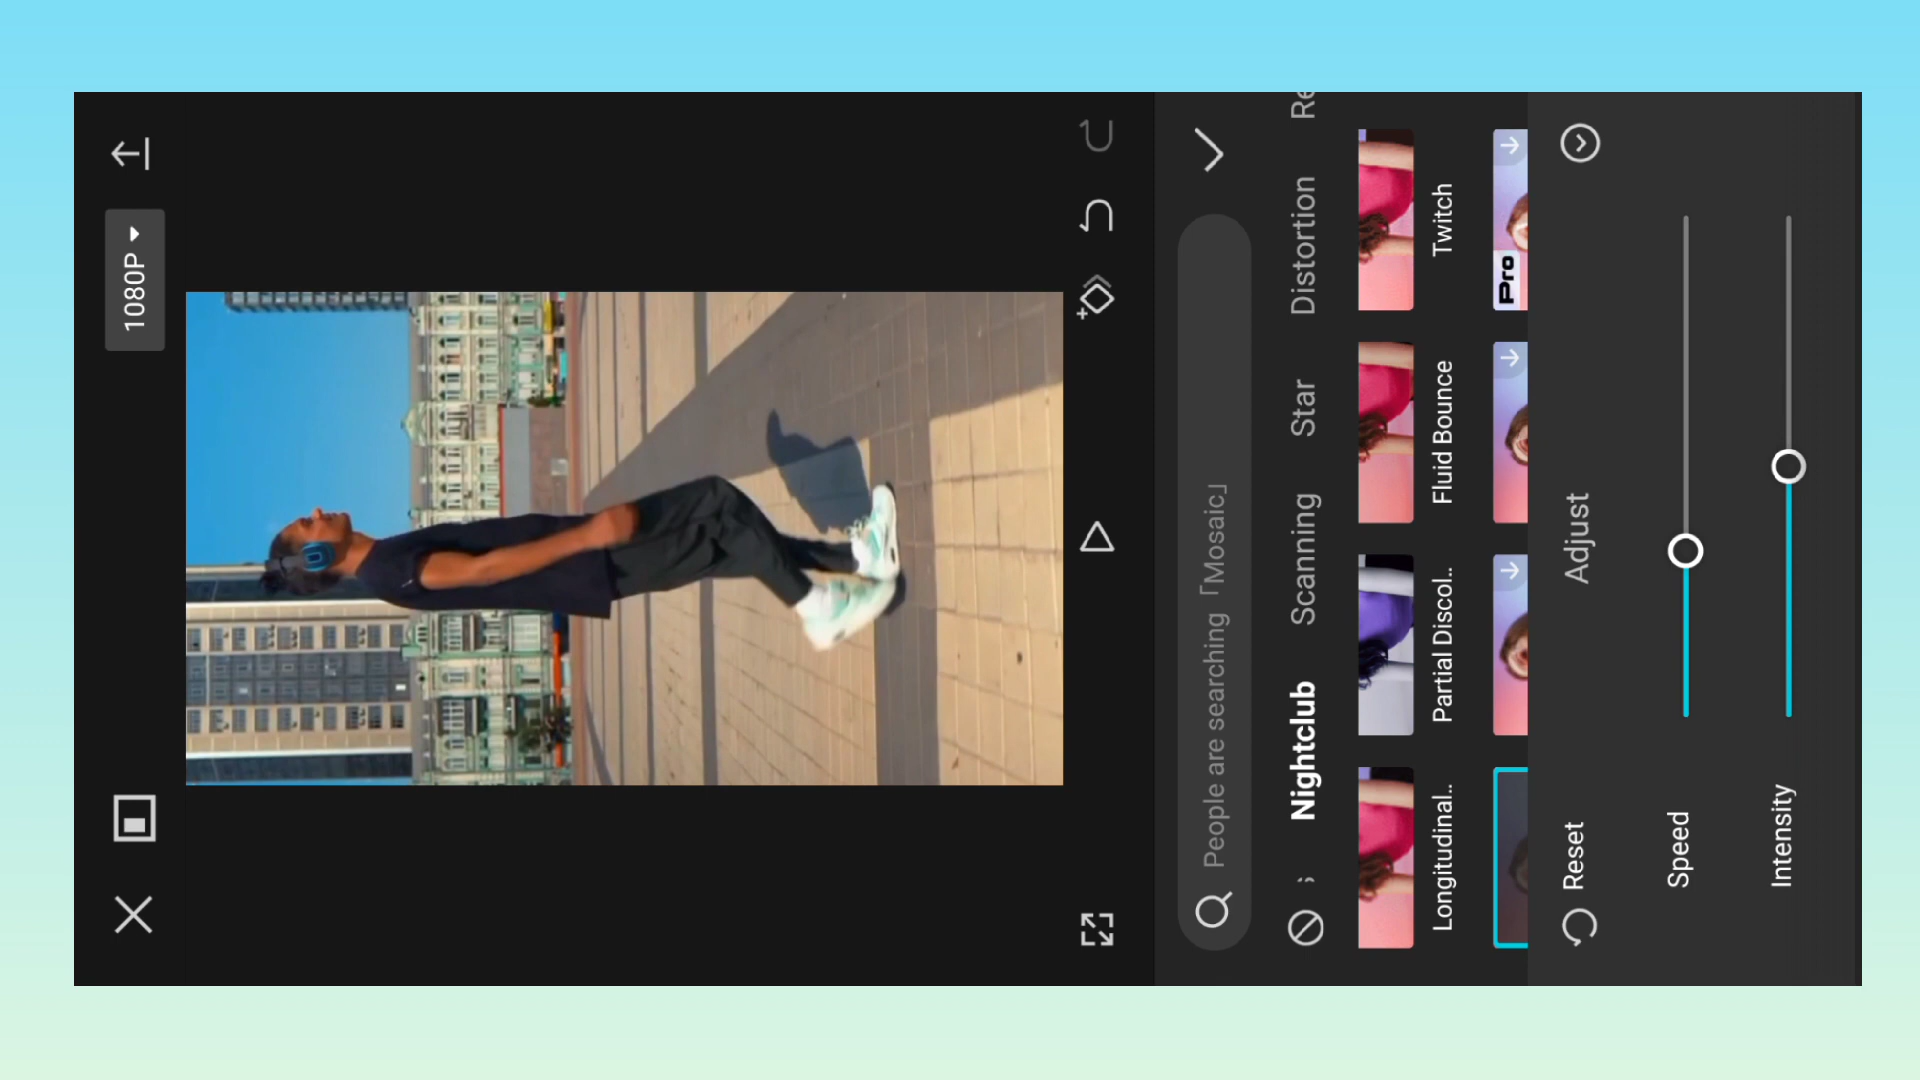 1080P
People are searching「Mosaic」
s Nightclub Scanning Star Distortion Re
Longitudinal.. Partial Discol.. Fluid Bounce Twitch
Pro
Reset Adjust
Speed
Intensity